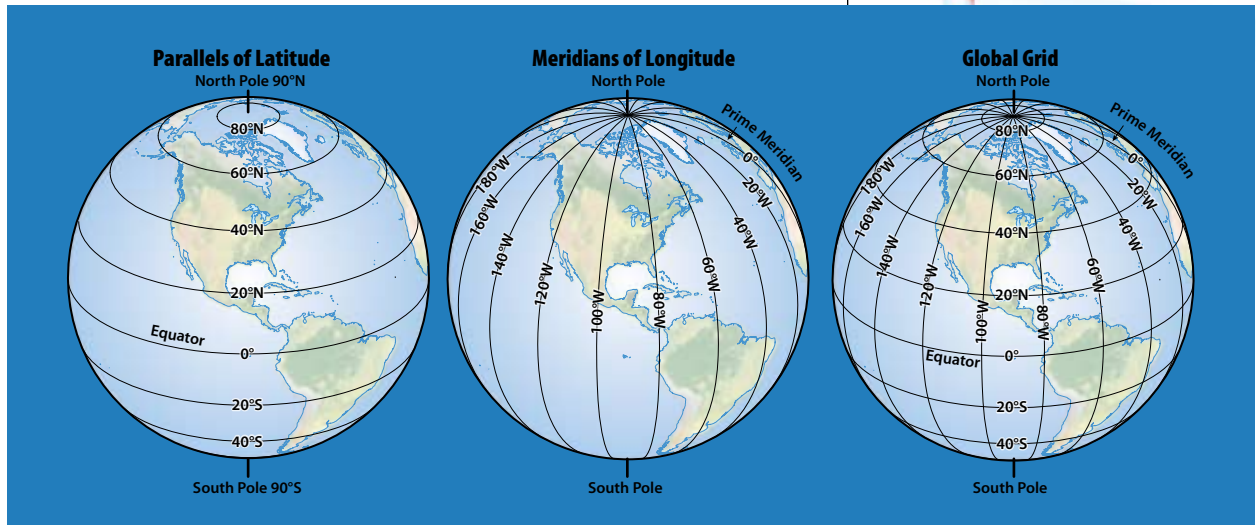 Parallels of Latitude
North Pole 90°N
80°N
60°N
40°N
20°N
Equator
0°
20°S
40°S
South Pole 90°S
Meridians of Longitude
North Pole
Prime Meridian
180°W
160°W
140°W
120°W
100°W
80°W
60°W
40°W
20°W
0°
South Pole
Global Grid
North Pole
Prime Meridian
80°N
60°N
40°N
20°N
0°
20°S
40°S
Equator
180°W
160°W
140°W
120°W
100°W
80°W
60°W
40°W
20°W
0°
South Pole